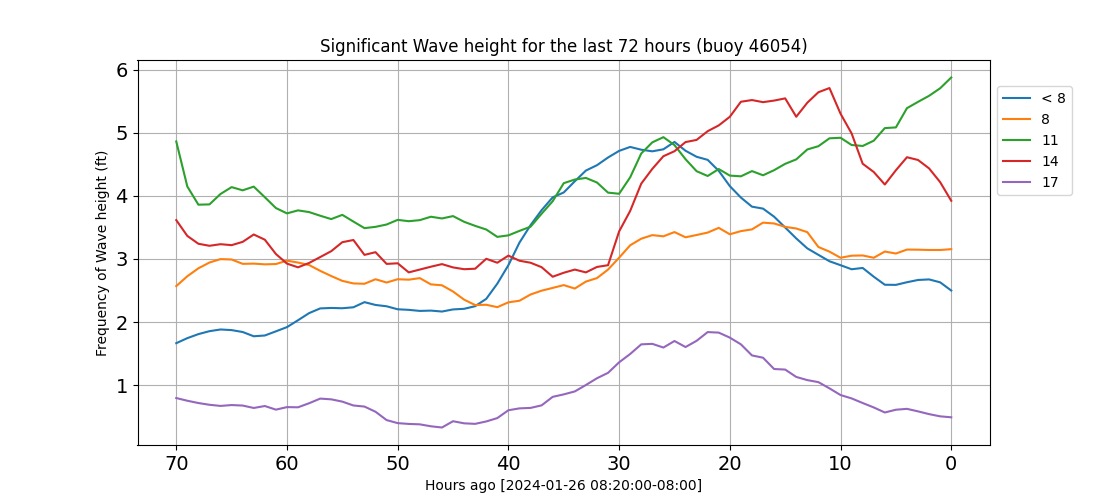 Significant Wave height for the last 72 hours (buoy 46054)
Frequency of Wave height (ft)
6
5
4
3
2
1
70 60 50 40 30 20 10 0
Hours ago [2024-01-26 08:20:00-08:00]
< 8
8
11
14
17